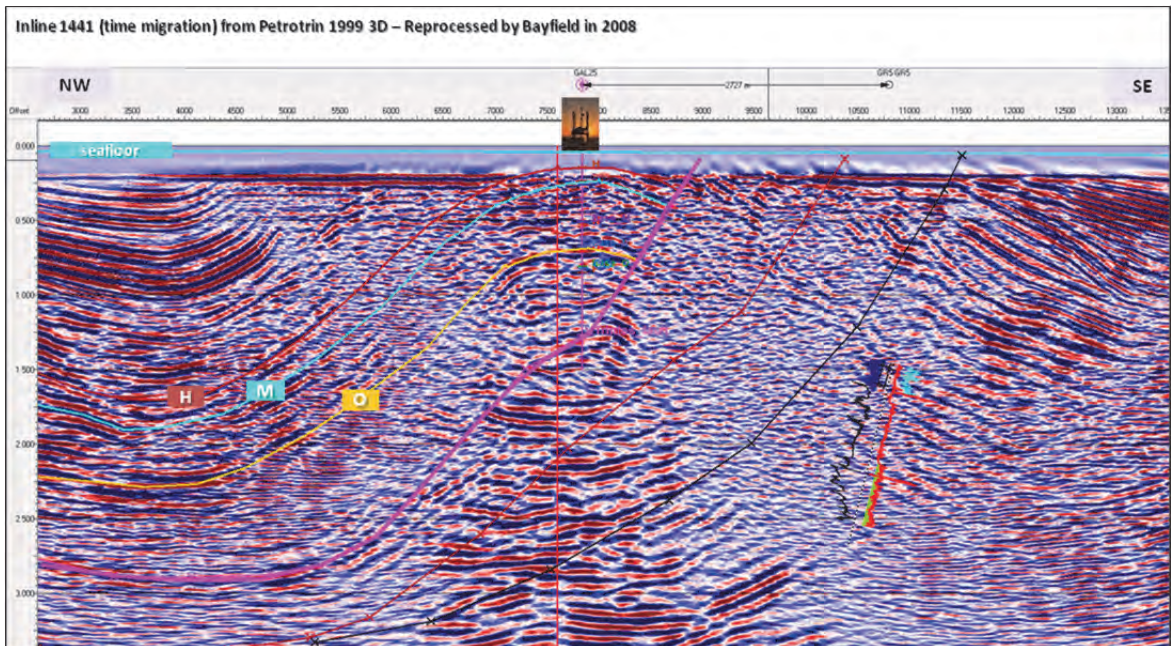 Inline 1441 (time migration) from Petrotrin 1999 3D – Reprocessed by Bayfield in 2008
GAL25 GR5 GR5
NW 2727 SE
Offset 3000 3500 4000 4500 5000 5500 6000 6500 7000 7500 8500 9000 9500 10000 10500 11000 11500 12000 12500 13000
0.000
seafloor
0.500
1.000
1.500
H M O
2.000
2.500
3.000